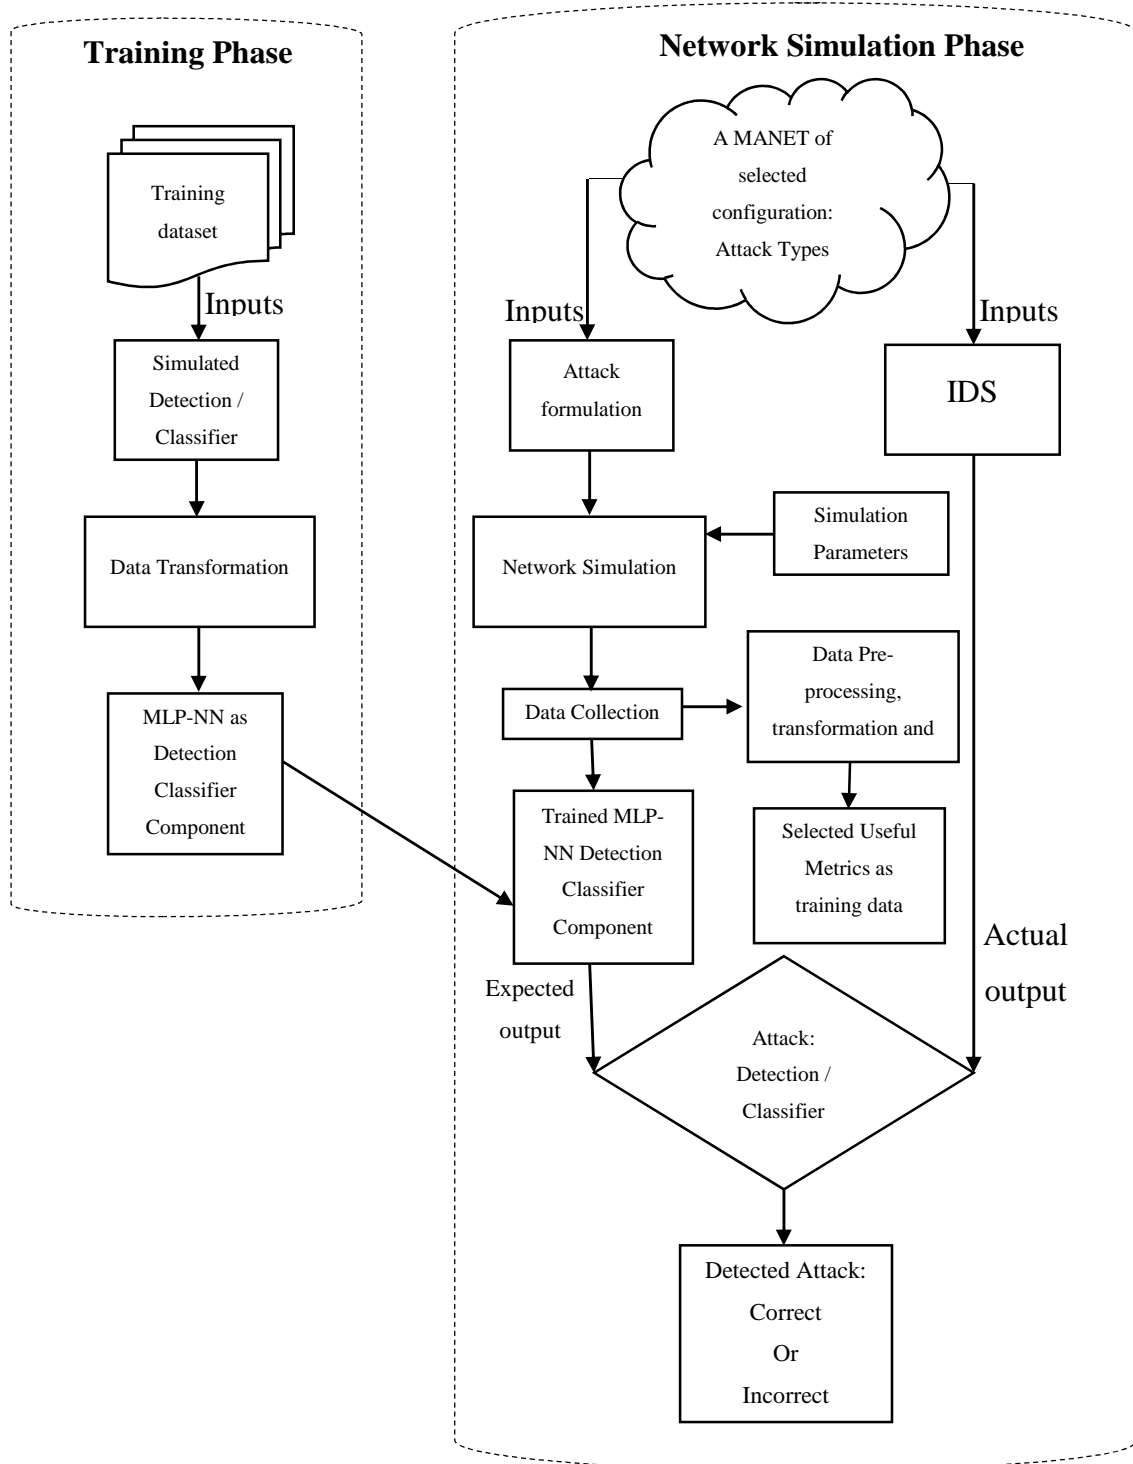 Training Phase
Training
dataset
Inputs
Simulated
Detection /
Classifier
Data Transformation
MLP-NN as
Detection
Classifier
Component
Network Simulation Phase
A MANET of
selected
configuration:
Attack Types
Inputs
Inputs
Attack
formulation
IDS
Simulation
Parameters
Network Simulation
Data Pre-
processing,
transformation and
Data Collection
Trained MLP-
NN Detection
Classifier
Component
Selected Useful
Metrics as
training data
Expected
output
Actual
output
Attack:
Detection /
Classifier
Detected Attack:
Correct
Or
Incorrect